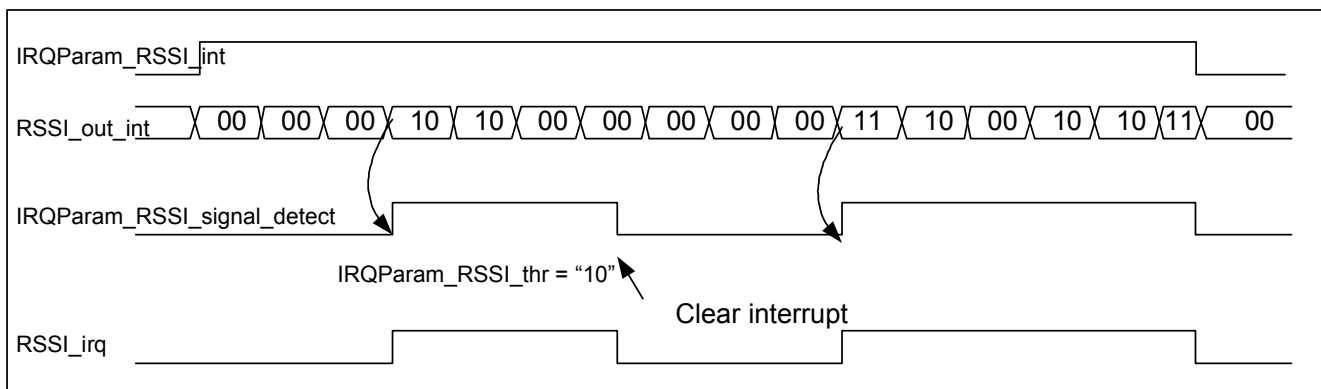 IRQParam_RSSI_int
RSSI_out_int 00 00 00 10 10 00 00 00 00 00 11 10 00 10 10 11 00
IRQParam_RSSI_signal_detect
IRQParam_RSSI_thr = “10”
Clear interrupt
RSSI_irq